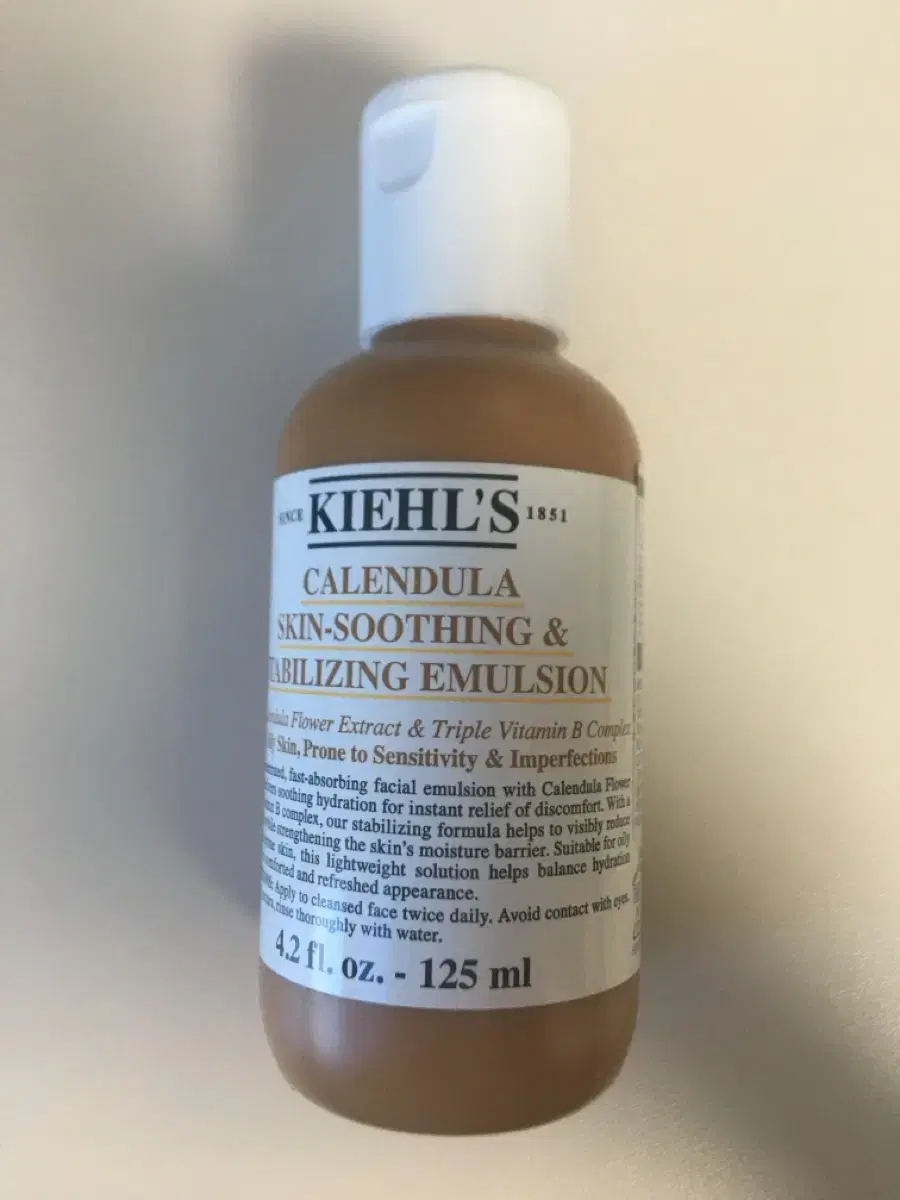 SINCE KIEHL'S 1851
CALENDULA
SKIN-SOOTHING &
TABILIZING EMULSION
Flower Extract & Triple Vitamin B Complex
Skin, Prone to Sensitivity & Imperfections
fast-absorbing facial emulsion with Calendula Flower
soothing hydration for instant relief of discomfort. With a
B complex, our stabilizing formula helps to visibly reduce
strengthening the skin's moisture barrier. Suitable for oily
skin, this lightweight solution helps balance hydration
and refreshed appearance.
Apply to cleansed face twice daily. Avoid contact with eyes.
rinse thoroughly with water.
4.2 fl. oz. - 125 ml